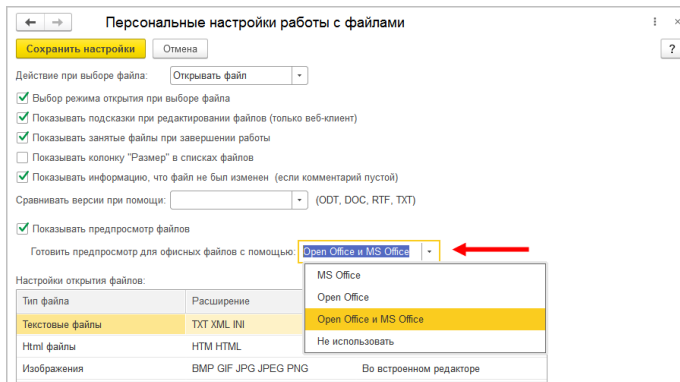 Персональные настройки работы с файлами
Сохранить настройки Отмена ?
Действие при выборе файла: Открывать файл
Выбор режима открытия при выборе файла
Показывать подсказки при редактировании файлов (только веб-клиент)
Показывать занятые файлы при завершении работы
Показывать колонку "Размер" в списках файлов
Показывать информацию, что файл не был изменен (если комментарий пустой)
Сравнивать версии при помощи: (ODT, DOC, RTF, TXT)
Показывать предпросмотр файлов
Готовить предпросмотр для офисных файлов с помощью: Open Office и MS Office
MS Office
Open Office
Open Office и MS Office
Не использовать
Настройки открытия файлов:
Тип файла Расширение
Текстовые файлы TXT XML INI
Html файлы HTM HTML
Изображения BMP GIF JPG JPEG PNG Во встроенном редакторе